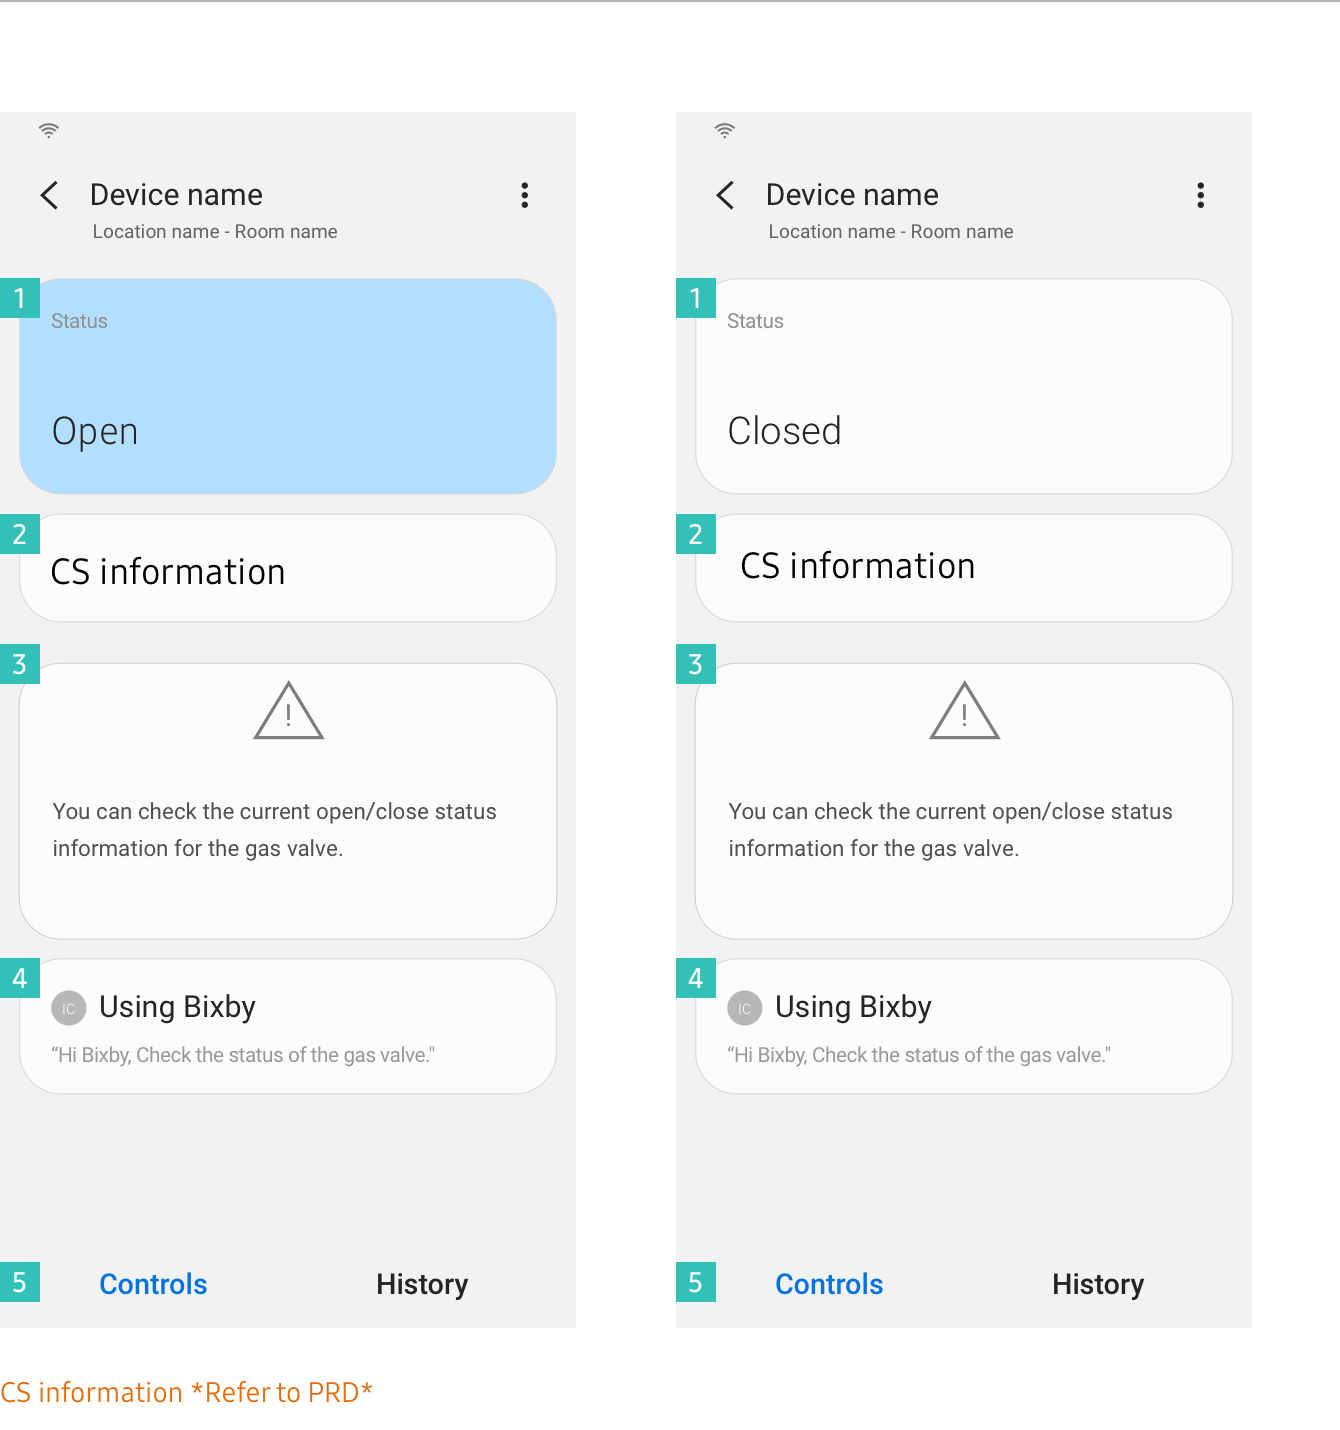 Device name
Location name - Room name
1
Status
Open
2
CS information
3
!
You can check the current open/close status
information for the gas valve.
4
IC Using Bixby
“Hi Bixby, Check the status of the gas valve."
5 Controls History
Device name
Location name - Room name
1
Status
Closed
2
CS information
3
!
You can check the current open/close status
information for the gas valve.
4
IC Using Bixby
“Hi Bixby, Check the status of the gas valve."
5 Controls History
CS information *Refer to PRD*